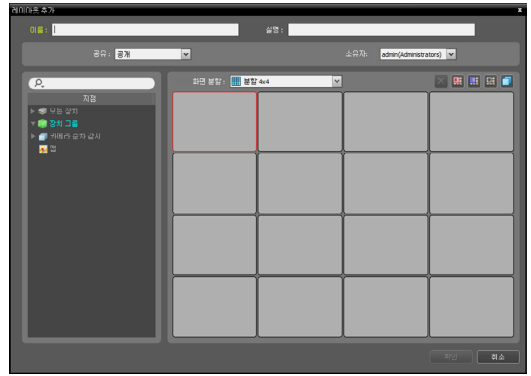 레이아웃 추가
이름 : 설명 :
공유 : 공개 소유자: admin(Administrators)
화면 분할 : 분할 4x4
지점
모든 장치
장치 그룹
카메라 순차 감시
맵
확인 취소